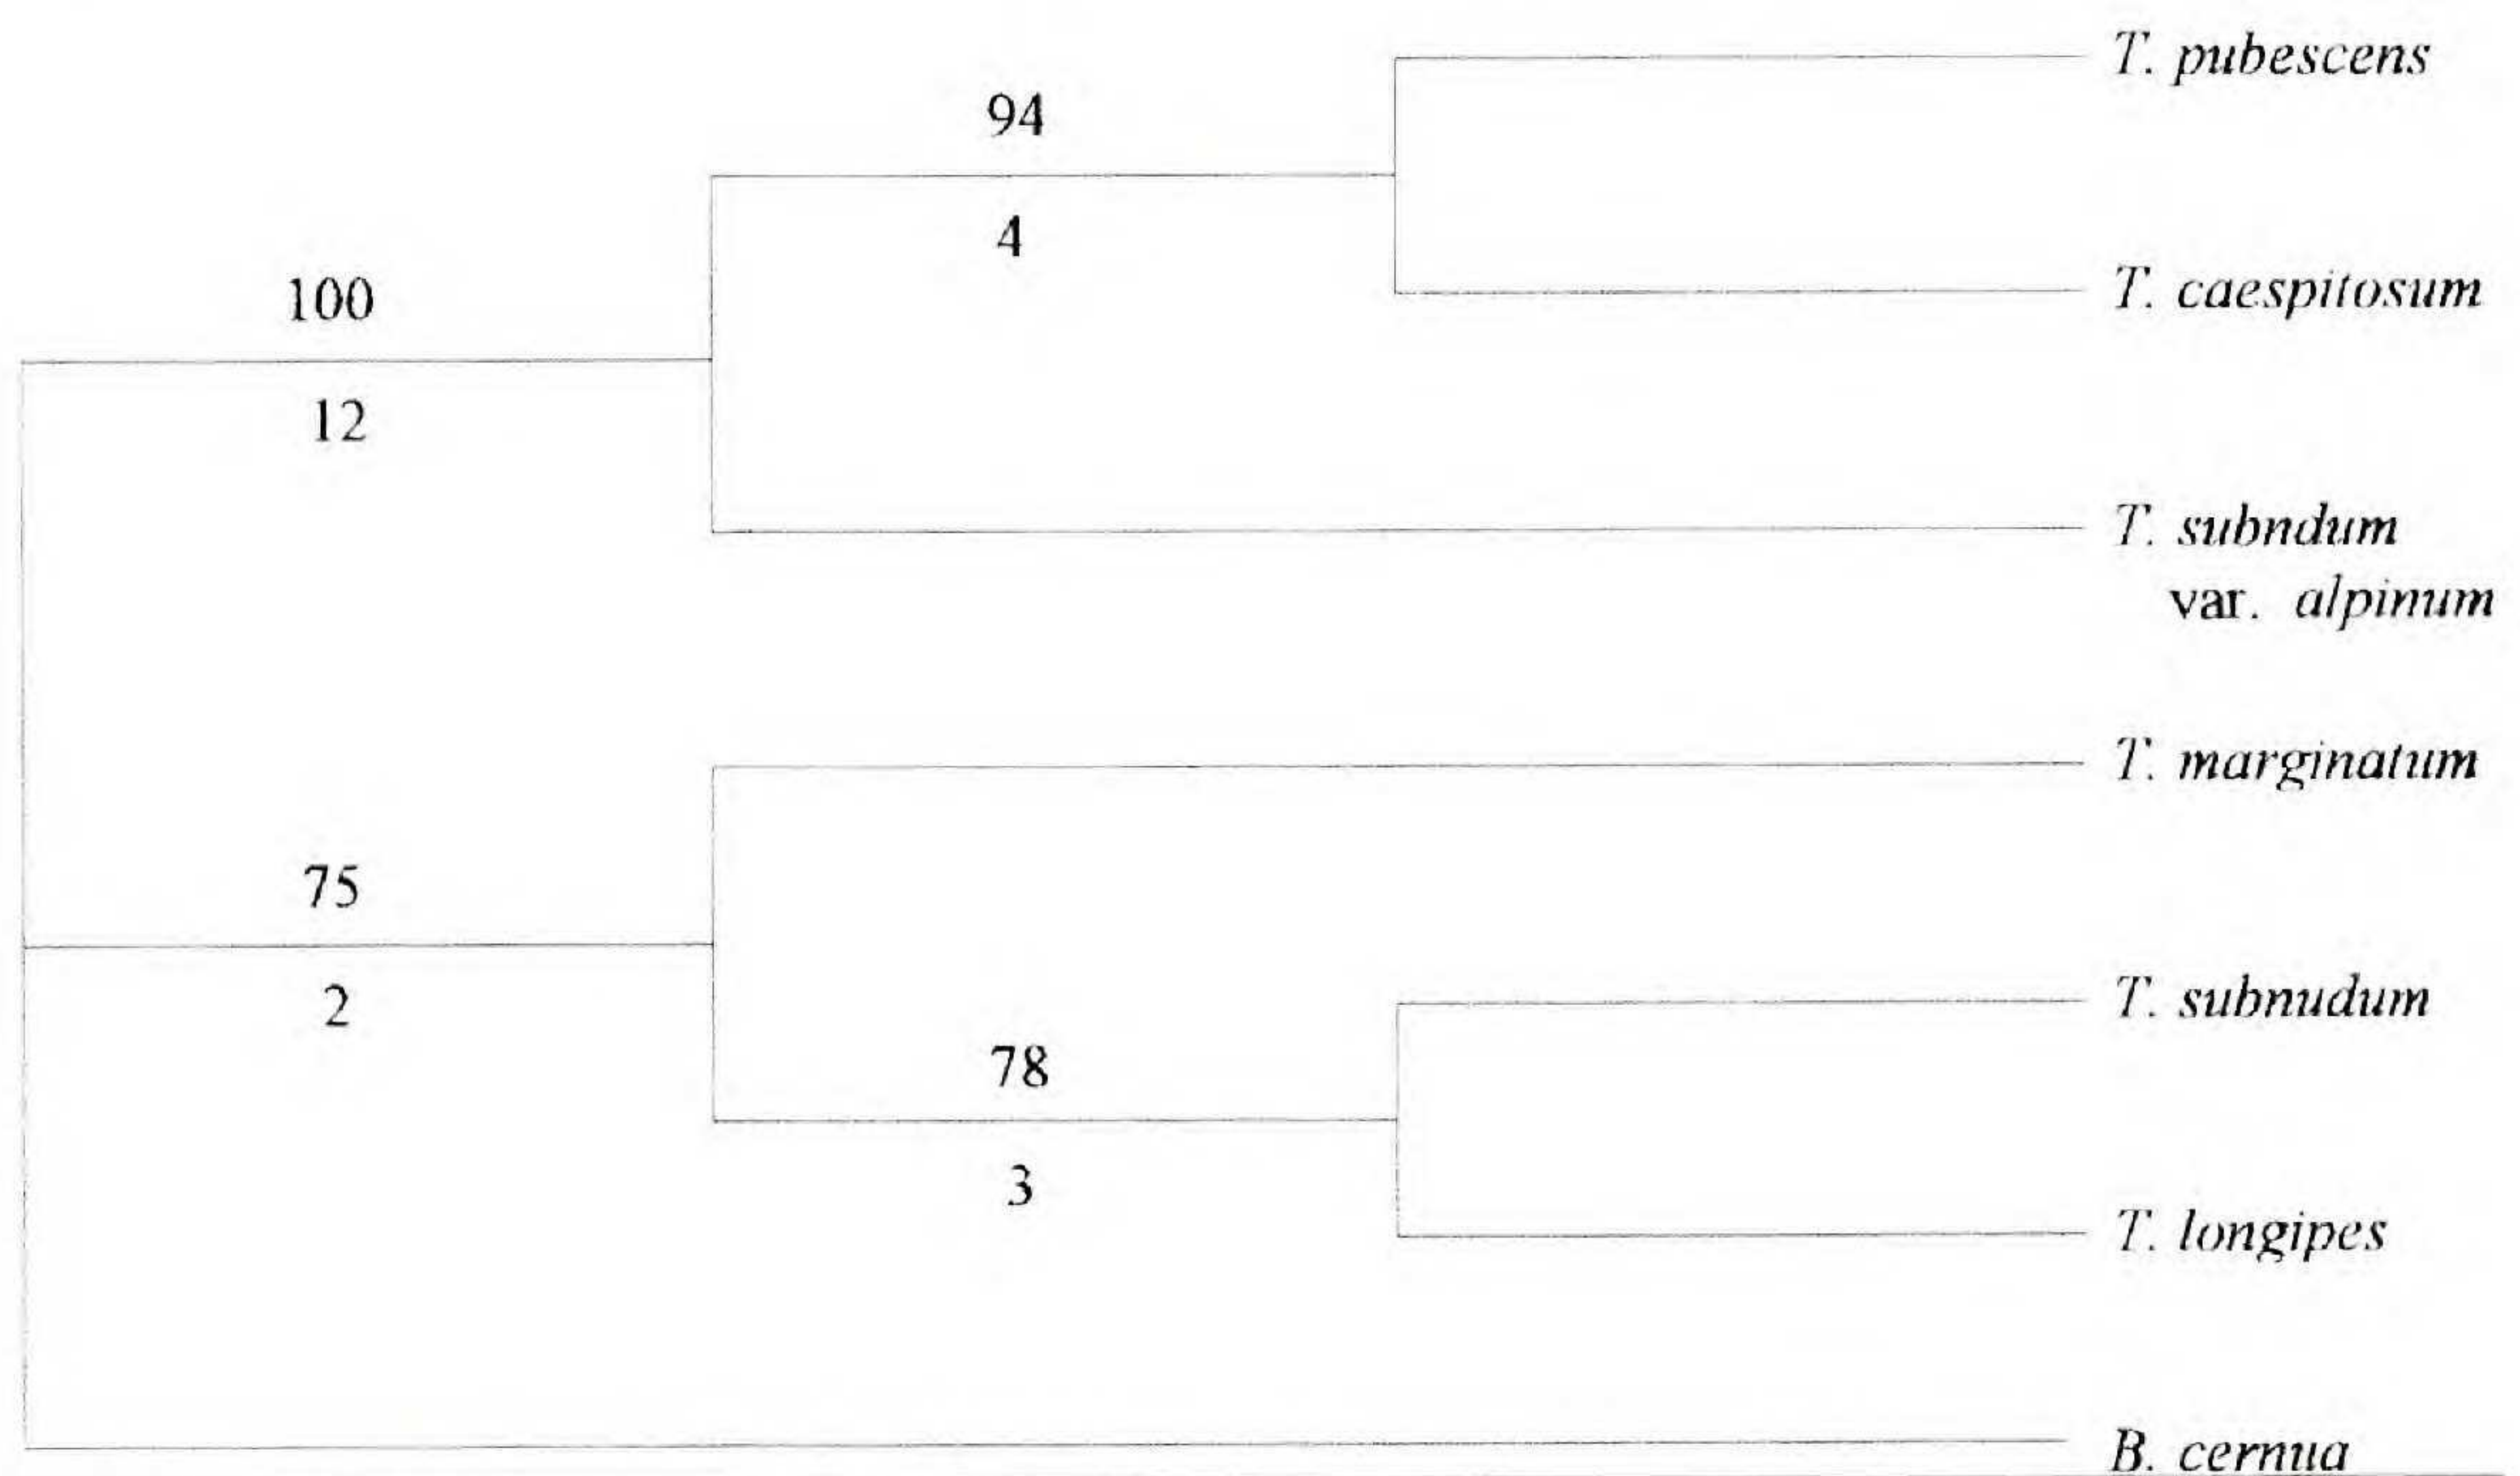 T. pubescens
94
4
T. caespitosum
100
12
T. subndum
var. alpinum
T. marginatum
75
2
T. subnudum
78
3
T. longipes
B. cernua